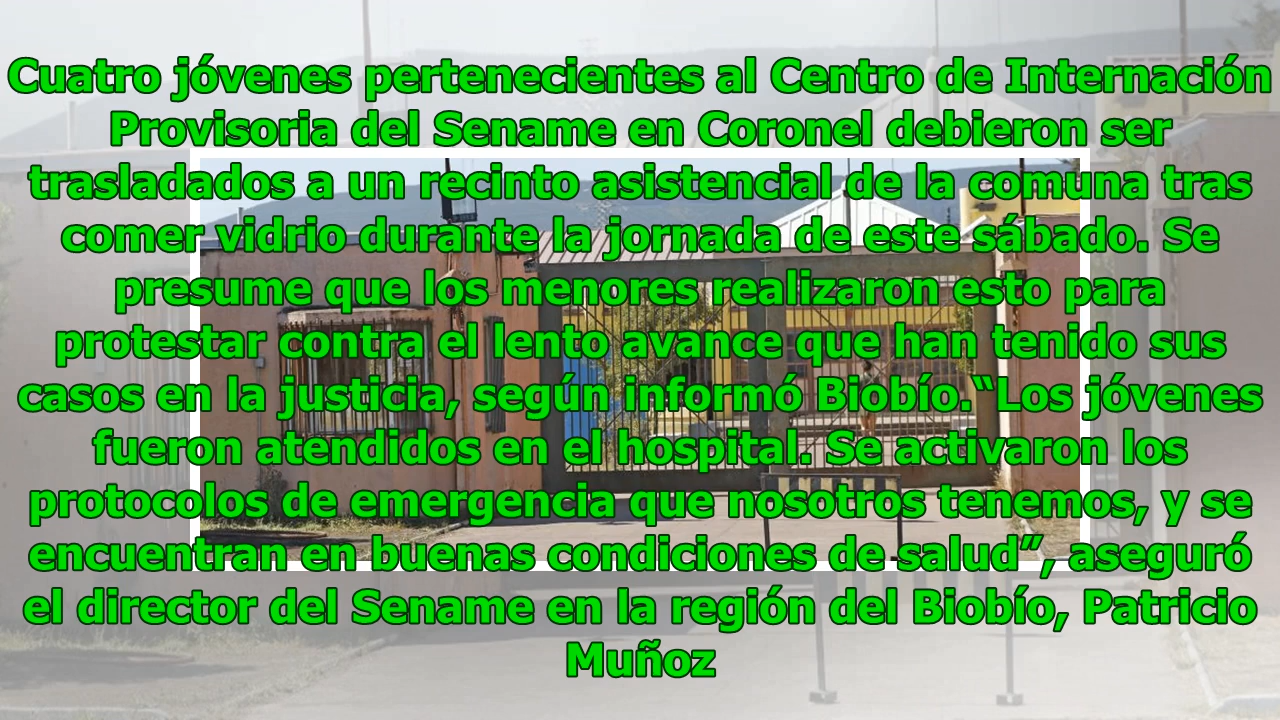 Cuatro jóvenes pertenecientes al Centro de Internación
Provisoria del Sename en Coronel debieron ser
trasladados a un recinto asistencial de la comuna tras
comer vidrio durante la jornada de este sábado. Se
presume que los menores realizaron esto para
protestar contra el lento avance que han tenido sus
casos en la justicia, según informó Biobío.“Los jóvenes
fueron atendidos en el hospital. Se activaron los
protocolos de emergencia que nosotros tenemos, y se
encuentran en buenas condiciones de salud”, aseguró
el director del Sename en la región del Biobío, Patricio
Muñoz